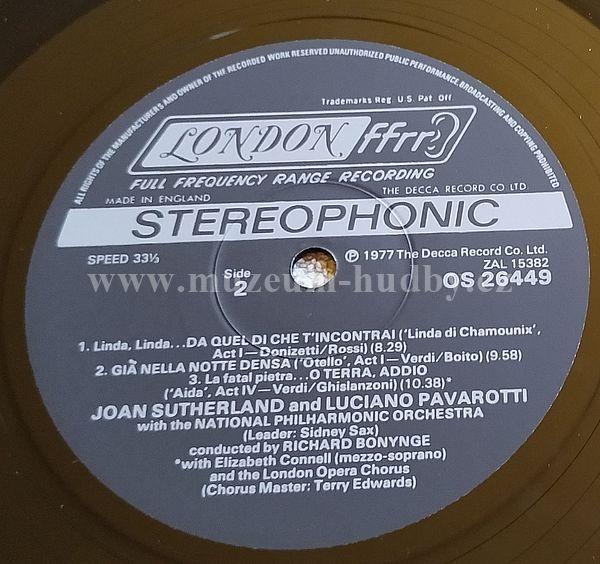 ALL RIGHTS OF THE MANUFACTURERS AND OWNER OF THE RECORDED WORK RESERVED UNAUTHORIZED PUBLIC PERFORMANCE, BROADCASTING AND COPYING PROHIBITED
Trademarks Reg. U.S. Pat. Off.
LONDON ffrr
FULL FREQUENCY RANGE RECORDING
MADE IN ENGLAND
THE DECCA RECORD CO LTD
STEREOPHONIC
SPEED 33⅓
Ⓟ 1977 The Decca Record Co. Ltd.
Side
2
ZAL 15382
OS 26449
www.muzeum-hudby.cz
1. Linda, Linda...DA QUEL DI CHE T'INCONTRAI ('Linda di Chamounix',
Act I—Donizetti/Rossi) (8.29)
2. GIÀ NELLA NOTTE DENSA ('Otello', Act I—Verdi/Boito) (9.58)
3. La fatal pietra...O TERRA, ADDIO
('Aida', Act IV—Verdi/Ghislanzoni) (10.38)*
JOAN SUTHERLAND and LUCIANO PAVAROTTI
with the NATIONAL PHILHARMONIC ORCHESTRA
(Leader: Sidney Sax)
conducted by RICHARD BONYNGE
*with Elizabeth Connell (mezzo-soprano)
and the London Opera Chorus
(Chorus Master: Terry Edwards)